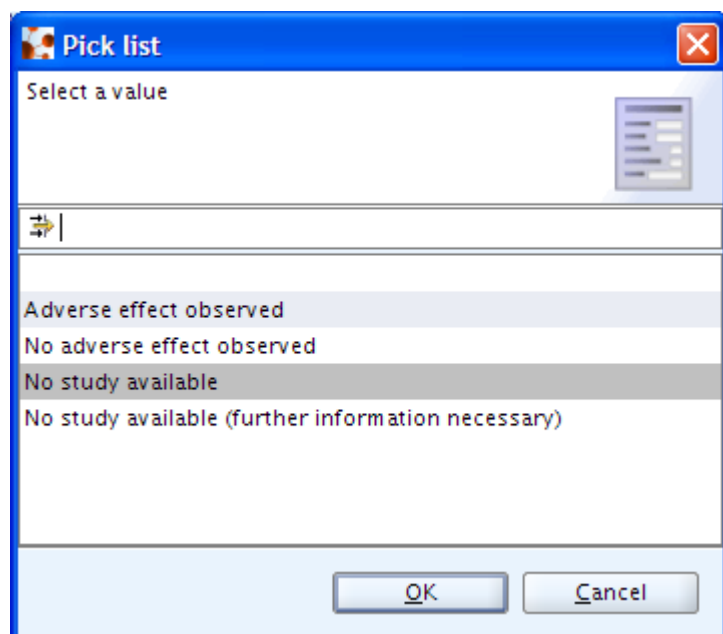 Pick list
Select a value
Adverse effect observed
No adverse effect observed
No study available
No study available (further information necessary)
OK
Cancel